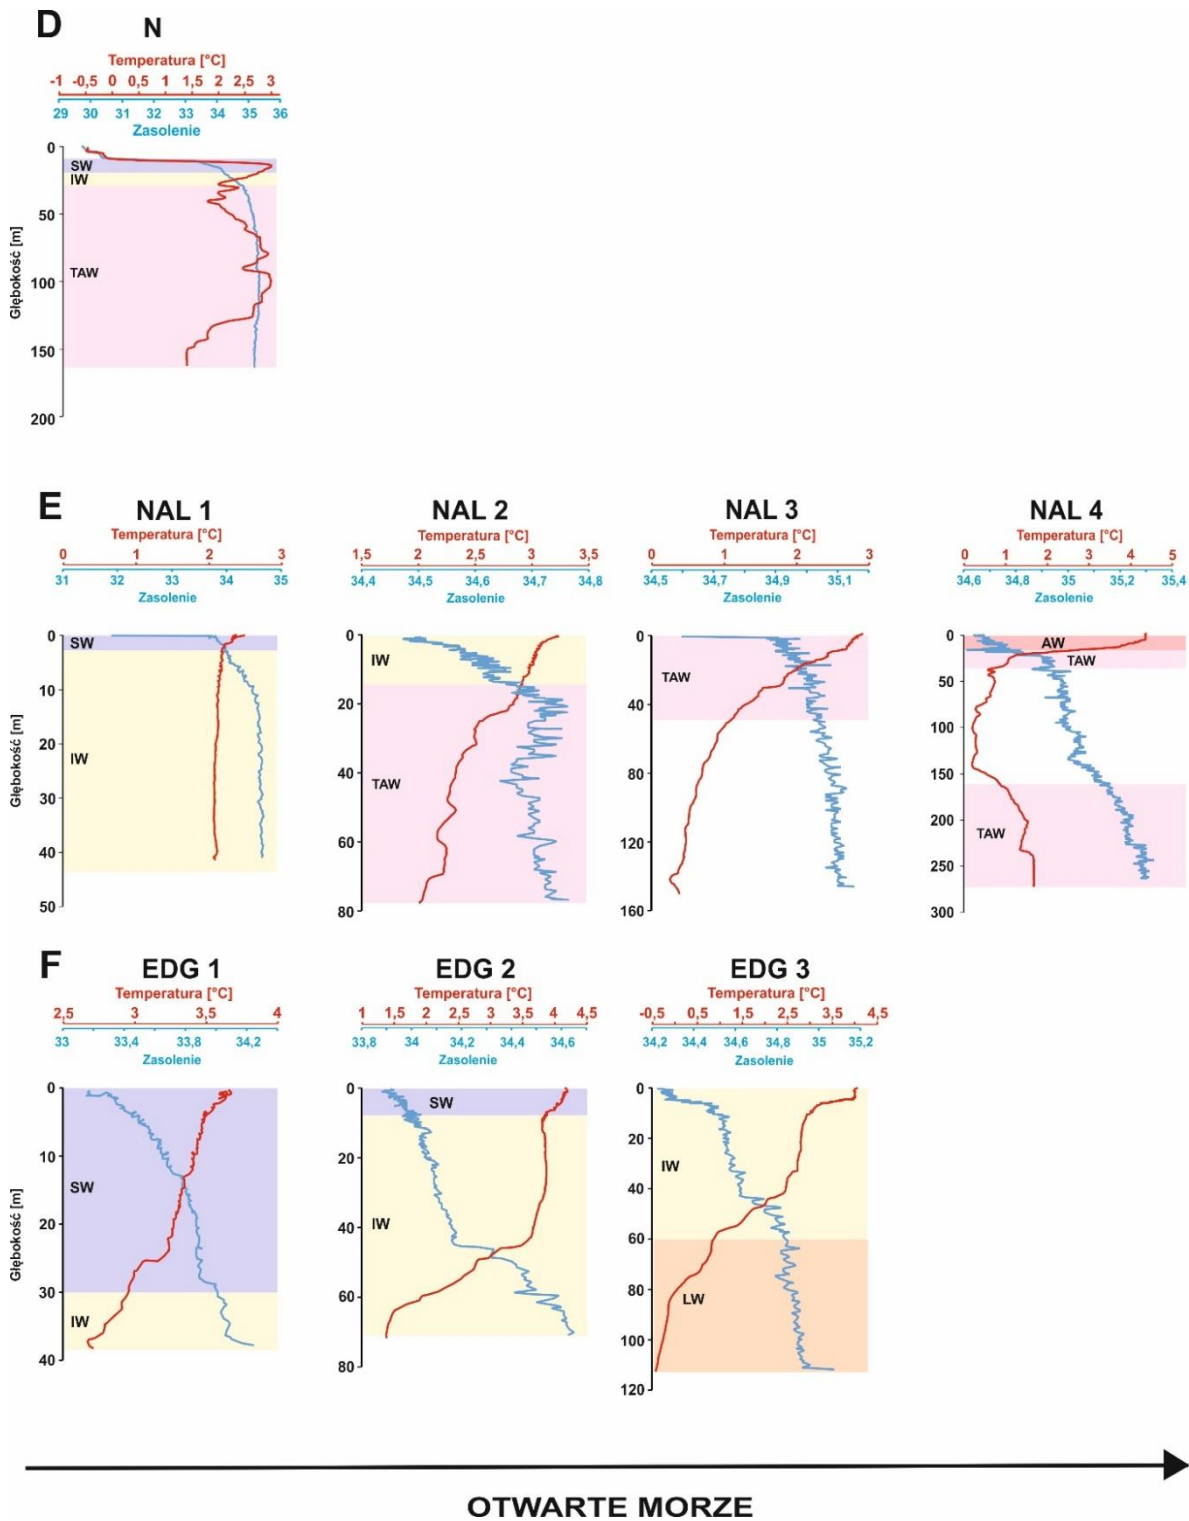 D
N
Temperatura [°C]
-1 -0,5 0 0,5 1 1,5 2 2,5 3
29 30 31 32 33 34 35 36
Zasolenie
Głębokość [m]
0
SW
IW
50
TAW
100
150
200
E
NAL 1
Temperatura [°C]
0 1 2 3
31 32 33 34 35
Zasolenie
Głębokość [m]
0
SW
10
IW
20
30
40
50
NAL 2
Temperatura [°C]
1,5 2 2,5 3 3,5
34,4 34,5 34,6 34,7 34,8
Zasolenie
0
IW
20
40
TAW
60
80
NAL 3
Temperatura [°C]
0 1 2 3
34,5 34,7 34,9 35,1
Zasolenie
0
TAW
40
80
120
160
NAL 4
Temperatura [°C]
0 1 2 3 4 5
34,6 34,8 35 35,2 35,4
Zasolenie
0
AW
TAW
50
100
150
200
TAW
250
300
F
EDG 1
Temperatura [°C]
2,5 3 3,5 4
33 33,4 33,8 34,2
Zasolenie
Głębokość [m]
0
10
SW
20
30
IW
40
EDG 2
Temperatura [°C]
1 1,5 2 2,5 3 3,5 4 4,5
33,8 34 34,2 34,4 34,6
Zasolenie
0
SW
20
IW
40
60
80
EDG 3
Temperatura [°C]
-0,5 0,5 1,5 2,5 3,5 4,5
34,2 34,4 34,6 34,8 35 35,2
Zasolenie
0
20
IW
40
60
80
LW
100
120
OTWARTE MORZE